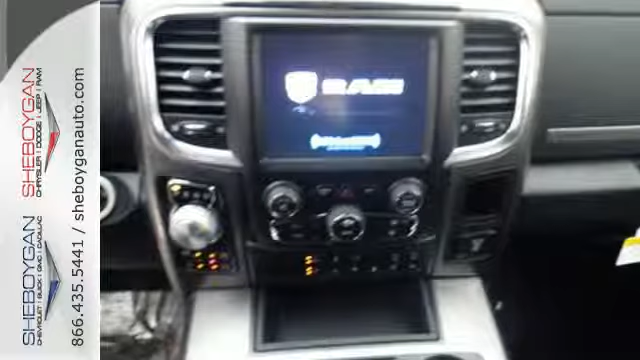 SHEBOYGAN
CHRYSLER | DODGE | JEEP | RAM
SHEBOYGAN
CHEVROLET | BUICK | GMC | CADILLAC
866.435.5441 / sheboyganauto.com
RAM